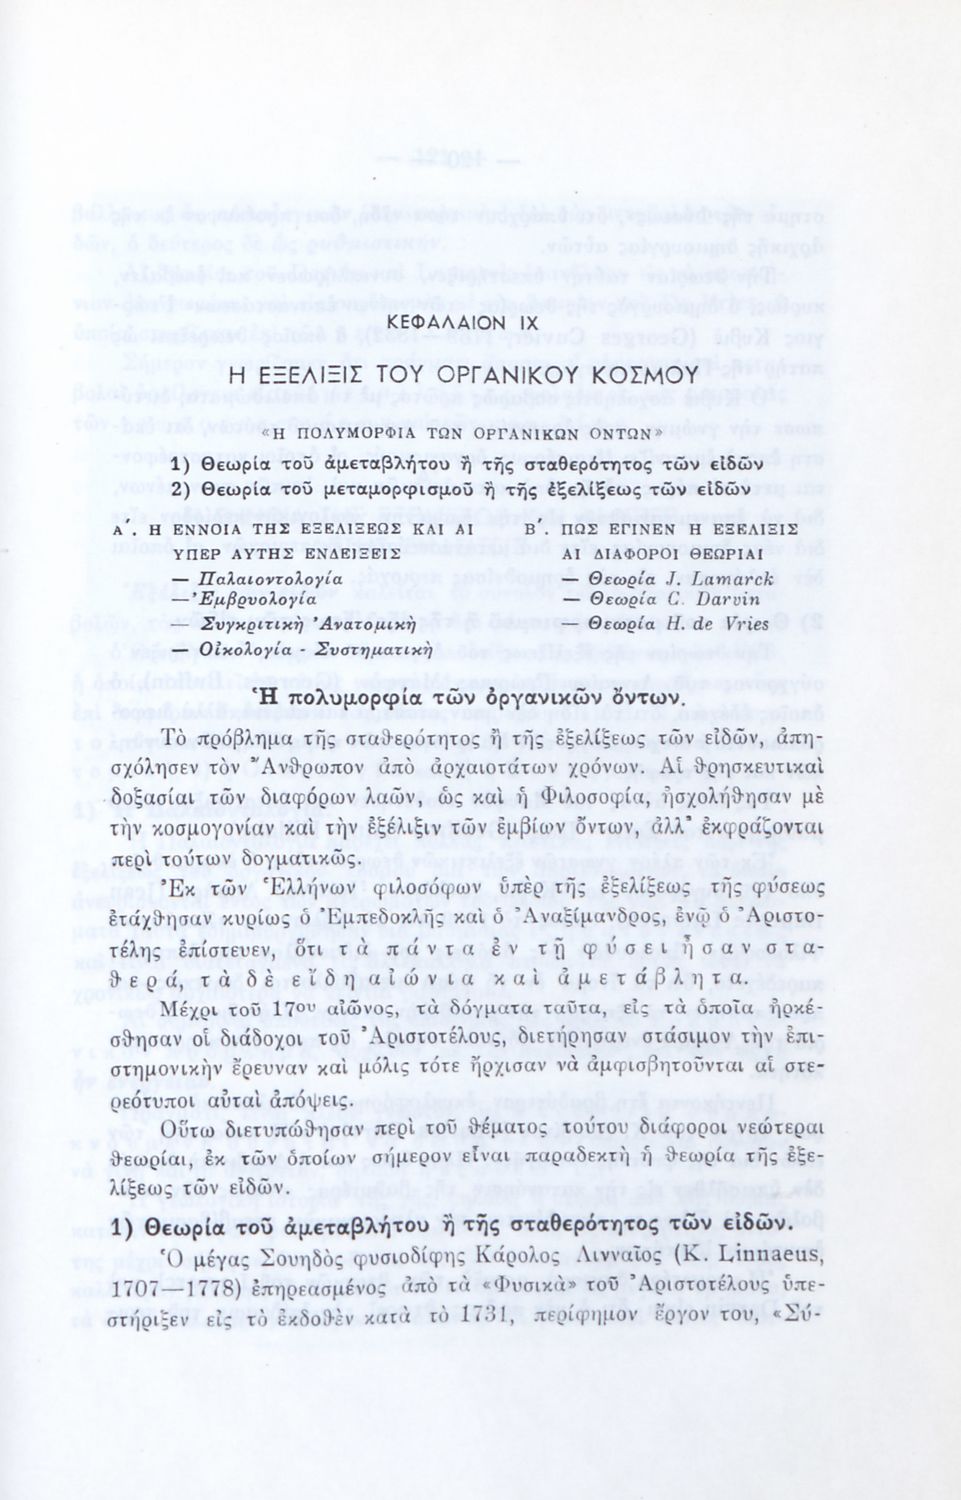 ΚΕΦΑΛΑΙΟΝ IX
Η ΕΞΕΛΙΞΙΣ ΤΟΥ ΟΡΓΑΝΙΚΟΥ ΚΟΣΜΟΥ
«Η ΠΟΛΥΜΟΡΦΙΑ ΤΩΝ ΟΡΓΑΝΙΚΩΝ ΟΝΤΩΝ»
1) Θεωρία τοῦ ἀμεταβλήτου ἢ τῆς σταθερότητος τῶν εἰδῶν
2) Θεωρία τοῦ μεταμορφισμοῦ ἢ τῆς ἐξελίξεως τῶν εἰδῶν
Α΄. Η ΕΝΝΟΙΑ ΤΗΣ ΕΞΕΛΙΞΕΩΣ ΚΑΙ ΑΙ
ΥΠΕΡ ΑΥΤΗΣ ΕΝΔΕΙΞΕΙΣ
— Παλαιοντολογία
— Ἐμβρυολογία
— Συγκριτικὴ Ἀνατομικὴ
— Οἰκολογία - Συστηματικὴ
Β΄ ΠΩΣ ΕΓΙΝΕΝ Η ΕΞΕΛΙΞΙΣ
ΑΙ ΔΙΑΦΟΡΟΙ ΘΕΩΡΙΑΙ
— Θεωρία J. Lamarck
— Θεωρία C. Darvin
— Θεωρία H. de Vries
Ἡ πολυμορφία τῶν ὀργανικῶν ὄντων.
Τὸ πρόβλημα τῆς σταθερότητος ἢ τῆς ἐξελίξεως τῶν εἰδῶν, ἀπη-
σχόλησεν τὸν Ἄνθρωπον ἀπὸ ἀρχαιοτάτων χρόνων. Αἱ θρησκευτικαὶ
δοξασίαι τῶν διαφόρων λαῶν, ὡς καὶ ἡ Φιλοσοφία, ἠσχολήθησαν μὲ
τὴν κοσμογονίαν καὶ τὴν ἐξέλιξιν τῶν ἐμβίων ὄντων, ἀλλ' ἐκφράζονται
περὶ τούτων δογματικῶς.
Ἐκ τῶν Ἑλλήνων φιλοσόφων ὑπὲρ τῆς ἐξελίξεως τῆς φύσεως
ἐτάχθησαν κυρίως ὁ Ἐμπεδοκλῆς καὶ ὁ Ἀναξίμανδρος, ἐνῷ ὁ Ἀριστο-
τέλης ἐπίστευεν, ὅτι τὰ πάντα ἐν τῇ φύσει ἦσαν στα-
θερά, τὰ δὲ εἴδη αἰώνια καὶ ἀμετάβλητα.
Μέχρι τοῦ 17ου αἰῶνος, τὰ δόγματα ταῦτα, εἰς τὰ ὁποῖα ἠρκέ-
σθησαν οἱ διάδοχοι τοῦ Ἀριστοτέλους, διετήρησαν στάσιμον τὴν ἐπι-
στημονικὴν ἔρευναν καὶ μόλις τότε ἤρχισαν νὰ ἀμφισβητοῦνται αἱ στε-
ρεότυποι αὐταὶ ἀπόψεις.
Οὕτω διετυπώθησαν περὶ τοῦ θέματος τούτου διάφοροι νεώτεραι
θεωρίαι, ἐκ τῶν ὁποίων σήμερον εἶναι παραδεκτὴ ἡ θεωρία τῆς ἐξε-
λίξεως τῶν εἰδῶν.
1) Θεωρία τοῦ ἀμεταβλήτου ἢ τῆς σταθερότητος τῶν εἰδῶν.
Ὁ μέγας Σουηδὸς φυσιοδίφης Κάρολος Λινναῖος (K. Linnaeus,
1707—1778) ἐπηρεασμένος ἀπὸ τὰ «Φυσικὰ» τοῦ Ἀριστοτέλους ὑπε-
στήριξεν εἰς τὸ ἐκδοθὲν κατὰ τὸ 1731, περίφημον ἔργον του, «Σύ-